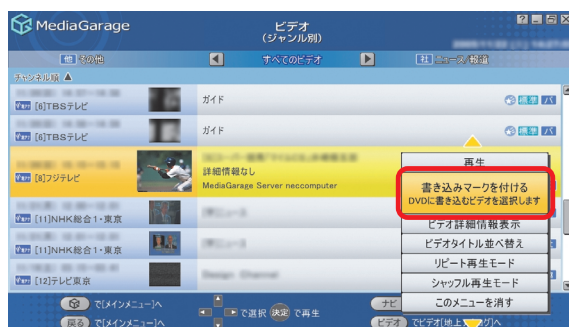 MediaGarage
ビデオ
(ジャンル別)
他 その他
すべてのビデオ
社 ニュース/報道
チャンネル順 ▲
[6]TBSテレビ
ガイド
標準 パ
[6]TBSテレビ
ガイド
標準 パ
[8]フジテレビ
詳細情報なし
MediaGarage Server neccomputer
[11]NHK総合1・東京
[11]NHK総合1・東京
[12]テレビ東京
再生
書き込みマークを付ける
DVDに書き込むビデオを選択します
ビデオ詳細情報表示
ビデオタイトル並べ替え
リピート再生モード
シャッフル再生モード
このメニューを消す
で[メインメニュー]へ
で選択 決定 で再生
ナビ
戻る で[メインメニュー]へ
ビデオ でビデオ[地上
グ]へ